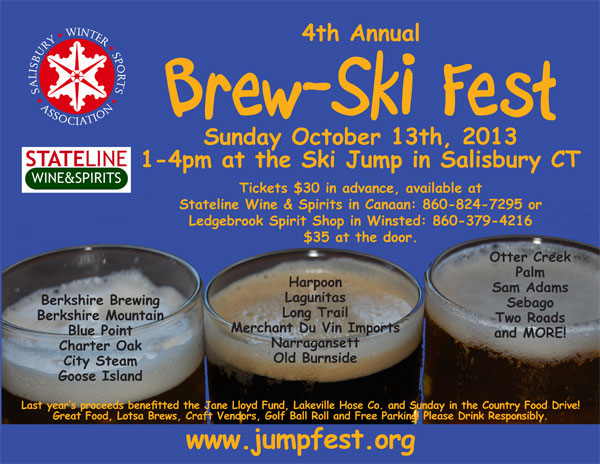 SALISBURY · WINTER · SPORTS ASSOCIATION
4th Annual
Brew-Ski Fest
Sunday October 13th, 2013
1-4pm at the Ski Jump in Salisbury CT
STATELINE
WINE&SPIRITS
Tickets $30 in advance, available at
Stateline Wine & Spirits in Canaan: 860-824-7295 or
Ledgebrook Spirit Shop in Winsted: 860-379-4216
$35 at the door.
Berkshire Brewing
Berkshire Mountain
Blue Point
Charter Oak
City Steam
Goose Island
Harpoon
Lagunitas
Long Trail
Merchant Du Vin Imports
Narragansett
Old Burnside
Otter Creek
Palm
Sam Adams
Sebago
Two Roads
and MORE!
Last year's proceeds benefitted the Jane Lloyd Fund, Lakeville Hose Co. and Sunday in the Country Food Drive!
Great Food, Lotsa Brews, Craft Vendors, Golf Ball Roll and Free Parking! Please Drink Responsibly.
www.jumpfest.org